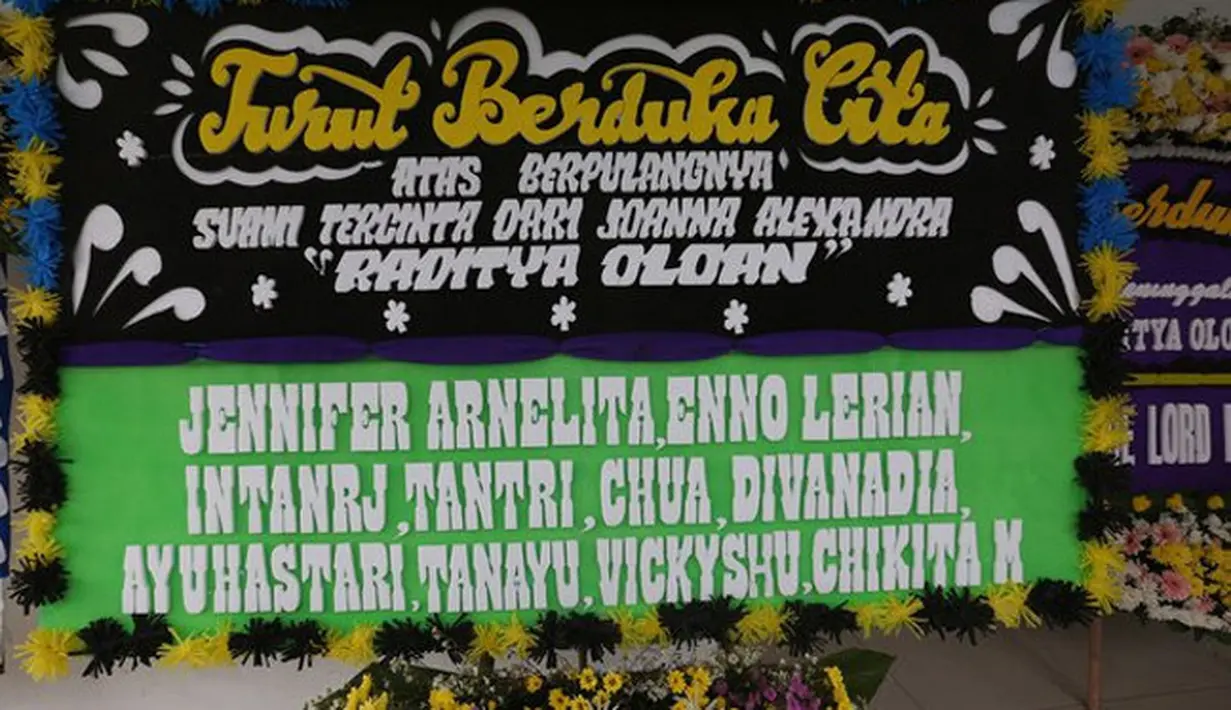 Turut Berduka Cita
ATAS BERPULANGNYA
SUAMI TERCINTA DARI JOANNA ALEXANDRA
"RADITYA OLOAN"
JENNIFER ARNELITA, ENNO LERIAN,
INTANRJ, TANTRI, CHUA, DIVANADIA,
AYUHASTARI, TANAYU, VICKYSHU, CHIKITA M
LORD